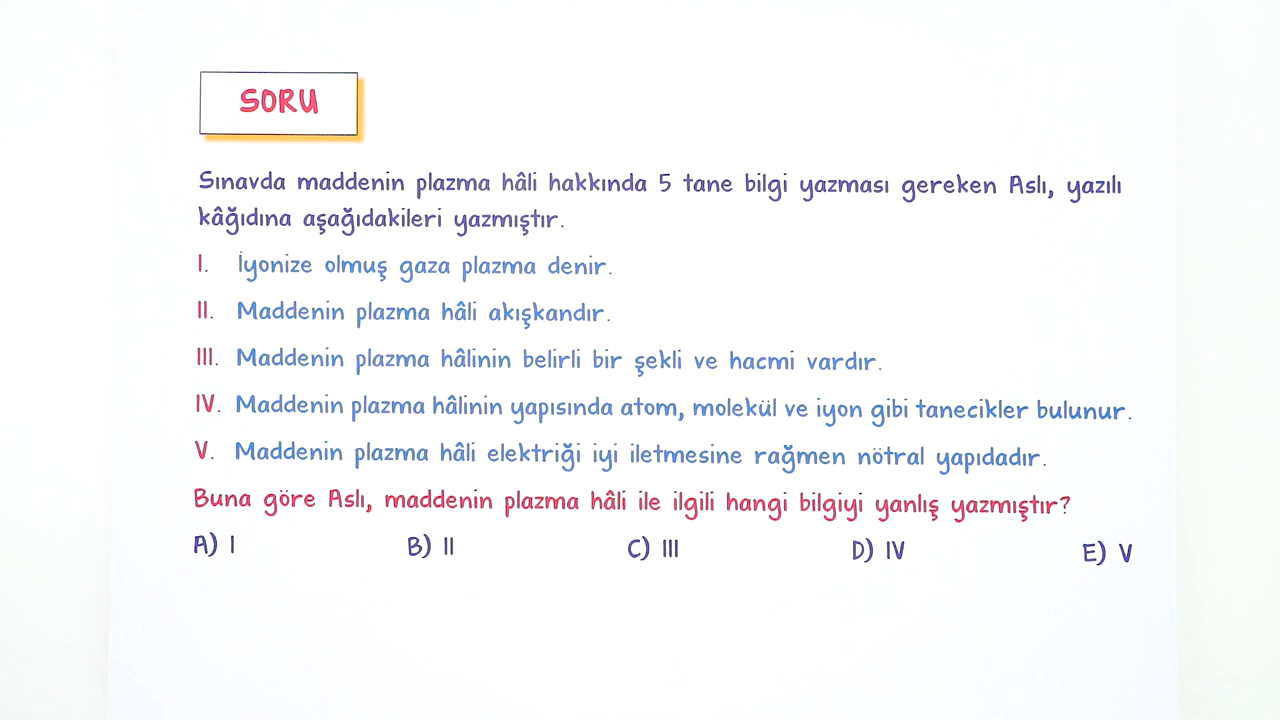 SORU
Sınavda maddenin plazma hâli hakkında 5 tane bilgi yazması gereken Aslı, yazılı
kâğıdına aşağıdakileri yazmıştır.
I. İyonize olmuş gaza plazma denir.
II. Maddenin plazma hâli akışkandır.
III. Maddenin plazma hâlinin belirli bir şekli ve hacmi vardır.
IV. Maddenin plazma hâlinin yapısında atom, molekül ve iyon gibi tanecikler bulunur.
V. Maddenin plazma hâli elektriği iyi iletmesine rağmen nötral yapıdadır.
Buna göre Aslı, maddenin plazma hâli ile ilgili hangi bilgiyi yanlış yazmıştır?
A) I B) II C) III D) IV E) V